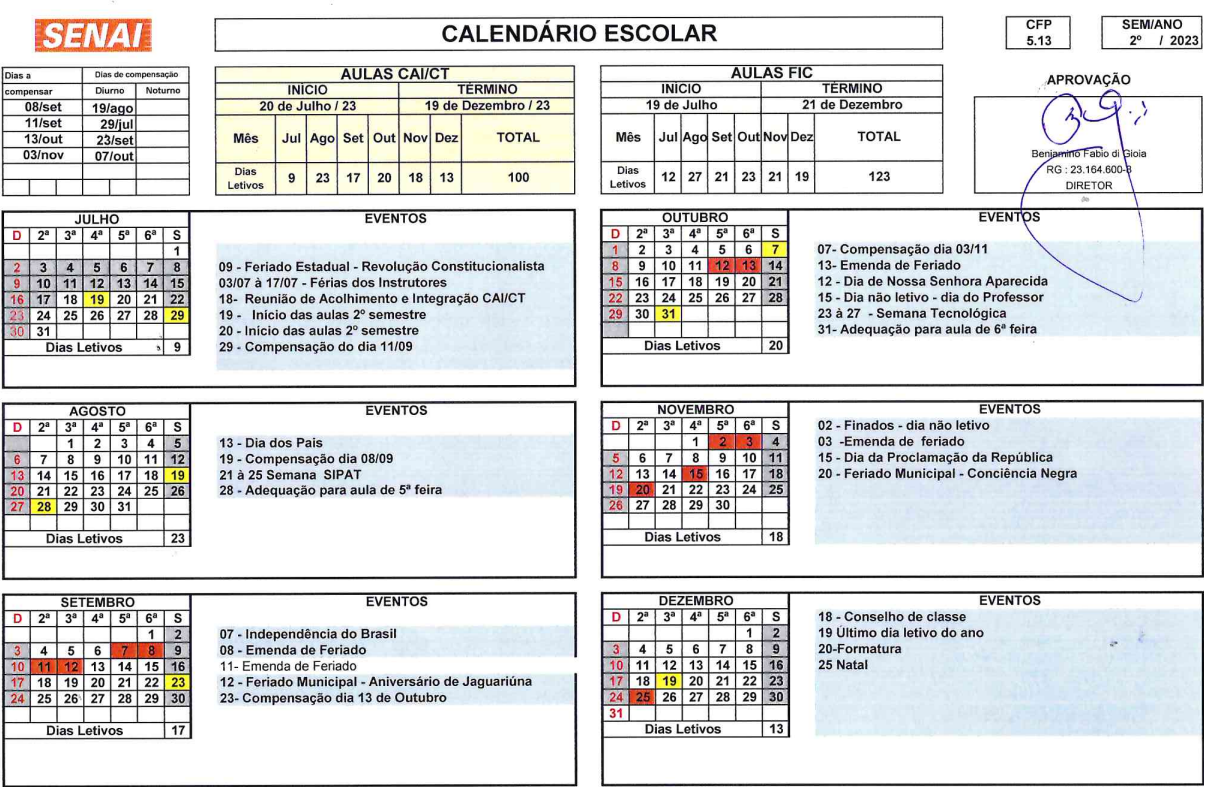 SENAI
CALENDÁRIO ESCOLAR
CFP
5.13
SEM/ANO
2º / 2023
Dias a compensar Dias de compensação
Diurno Noturno
08/set 19/ago
11/set 29/jul
13/out 23/set
03/nov 07/out
AULAS CAI/CT
INÍCIO TÉRMINO
20 de Julho / 23 19 de Dezembro / 23
Mês Jul Ago Set Out Nov Dez TOTAL
Dias Letivos 9 23 17 20 18 13 100
AULAS FIC
INÍCIO TÉRMINO
19 de Julho 21 de Dezembro
Mês Jul Ago Set Out Nov Dez TOTAL
Dias Letivos 12 27 21 23 21 19 123
APROVAÇÃO
Benjamino Fabio di Gioia
RG : 23.164.600-8
DIRETOR
JULHO
D 2ª 3ª 4ª 5ª 6ª S
1
2 3 4 5 6 7 8
9 10 11 12 13 14 15
16 17 18 19 20 21 22
23 24 25 26 27 28 29
30 31
Dias Letivos 9
EVENTOS
09 - Feriado Estadual - Revolução Constitucionalista
03/07 à 17/07 - Férias dos Instrutores
18- Reunião de Acolhimento e Integração CAI/CT
19 - Início das aulas 2º semestre
20 - Início das aulas 2º semestre
29 - Compensação do dia 11/09
OUTUBRO
D 2ª 3ª 4ª 5ª 6ª S
1 2 3 4 5 6 7
8 9 10 11 12 13 14
15 16 17 18 19 20 21
22 23 24 25 26 27 28
29 30 31
Dias Letivos 20
EVENTOS
07- Compensação dia 03/11
13- Emenda de Feriado
12 - Dia de Nossa Senhora Aparecida
15 - Dia não letivo - dia do Professor
23 à 27 - Semana Tecnológica
31- Adequação para aula de 6ª feira
AGOSTO
D 2ª 3ª 4ª 5ª 6ª S
1 2 3 4 5
6 7 8 9 10 11 12
13 14 15 16 17 18 19
20 21 22 23 24 25 26
27 28 29 30 31
Dias Letivos 23
EVENTOS
13 - Dia dos Pais
19 - Compensação dia 08/09
21 à 25 Semana SIPAT
28 - Adequação para aula de 5ª feira
NOVEMBRO
D 2ª 3ª 4ª 5ª 6ª S
1 2 3 4
5 6 7 8 9 10 11
12 13 14 15 16 17 18
19 20 21 22 23 24 25
26 27 28 29 30
Dias Letivos 18
EVENTOS
02 - Finados - dia não letivo
03 -Emenda de feriado
15 - Dia da Proclamação da República
20 - Feriado Municipal - Conciência Negra
SETEMBRO
D 2ª 3ª 4ª 5ª 6ª S
1 2
3 4 5 6 7 8 9
10 11 12 13 14 15 16
17 18 19 20 21 22 23
24 25 26 27 28 29 30
Dias Letivos 17
EVENTOS
07 - Independência do Brasil
08 - Emenda de Feriado
11- Emenda de Feriado
12 - Feriado Municipal - Aniversário de Jaguariúna
23- Compensação dia 13 de Outubro
DEZEMBRO
D 2ª 3ª 4ª 5ª 6ª S
1 2
3 4 5 6 7 8 9
10 11 12 13 14 15 16
17 18 19 20 21 22 23
24 25 26 27 28 29 30
31
Dias Letivos 13
EVENTOS
18 - Conselho de classe
19 Último dia letivo do ano
20-Formatura
25 Natal